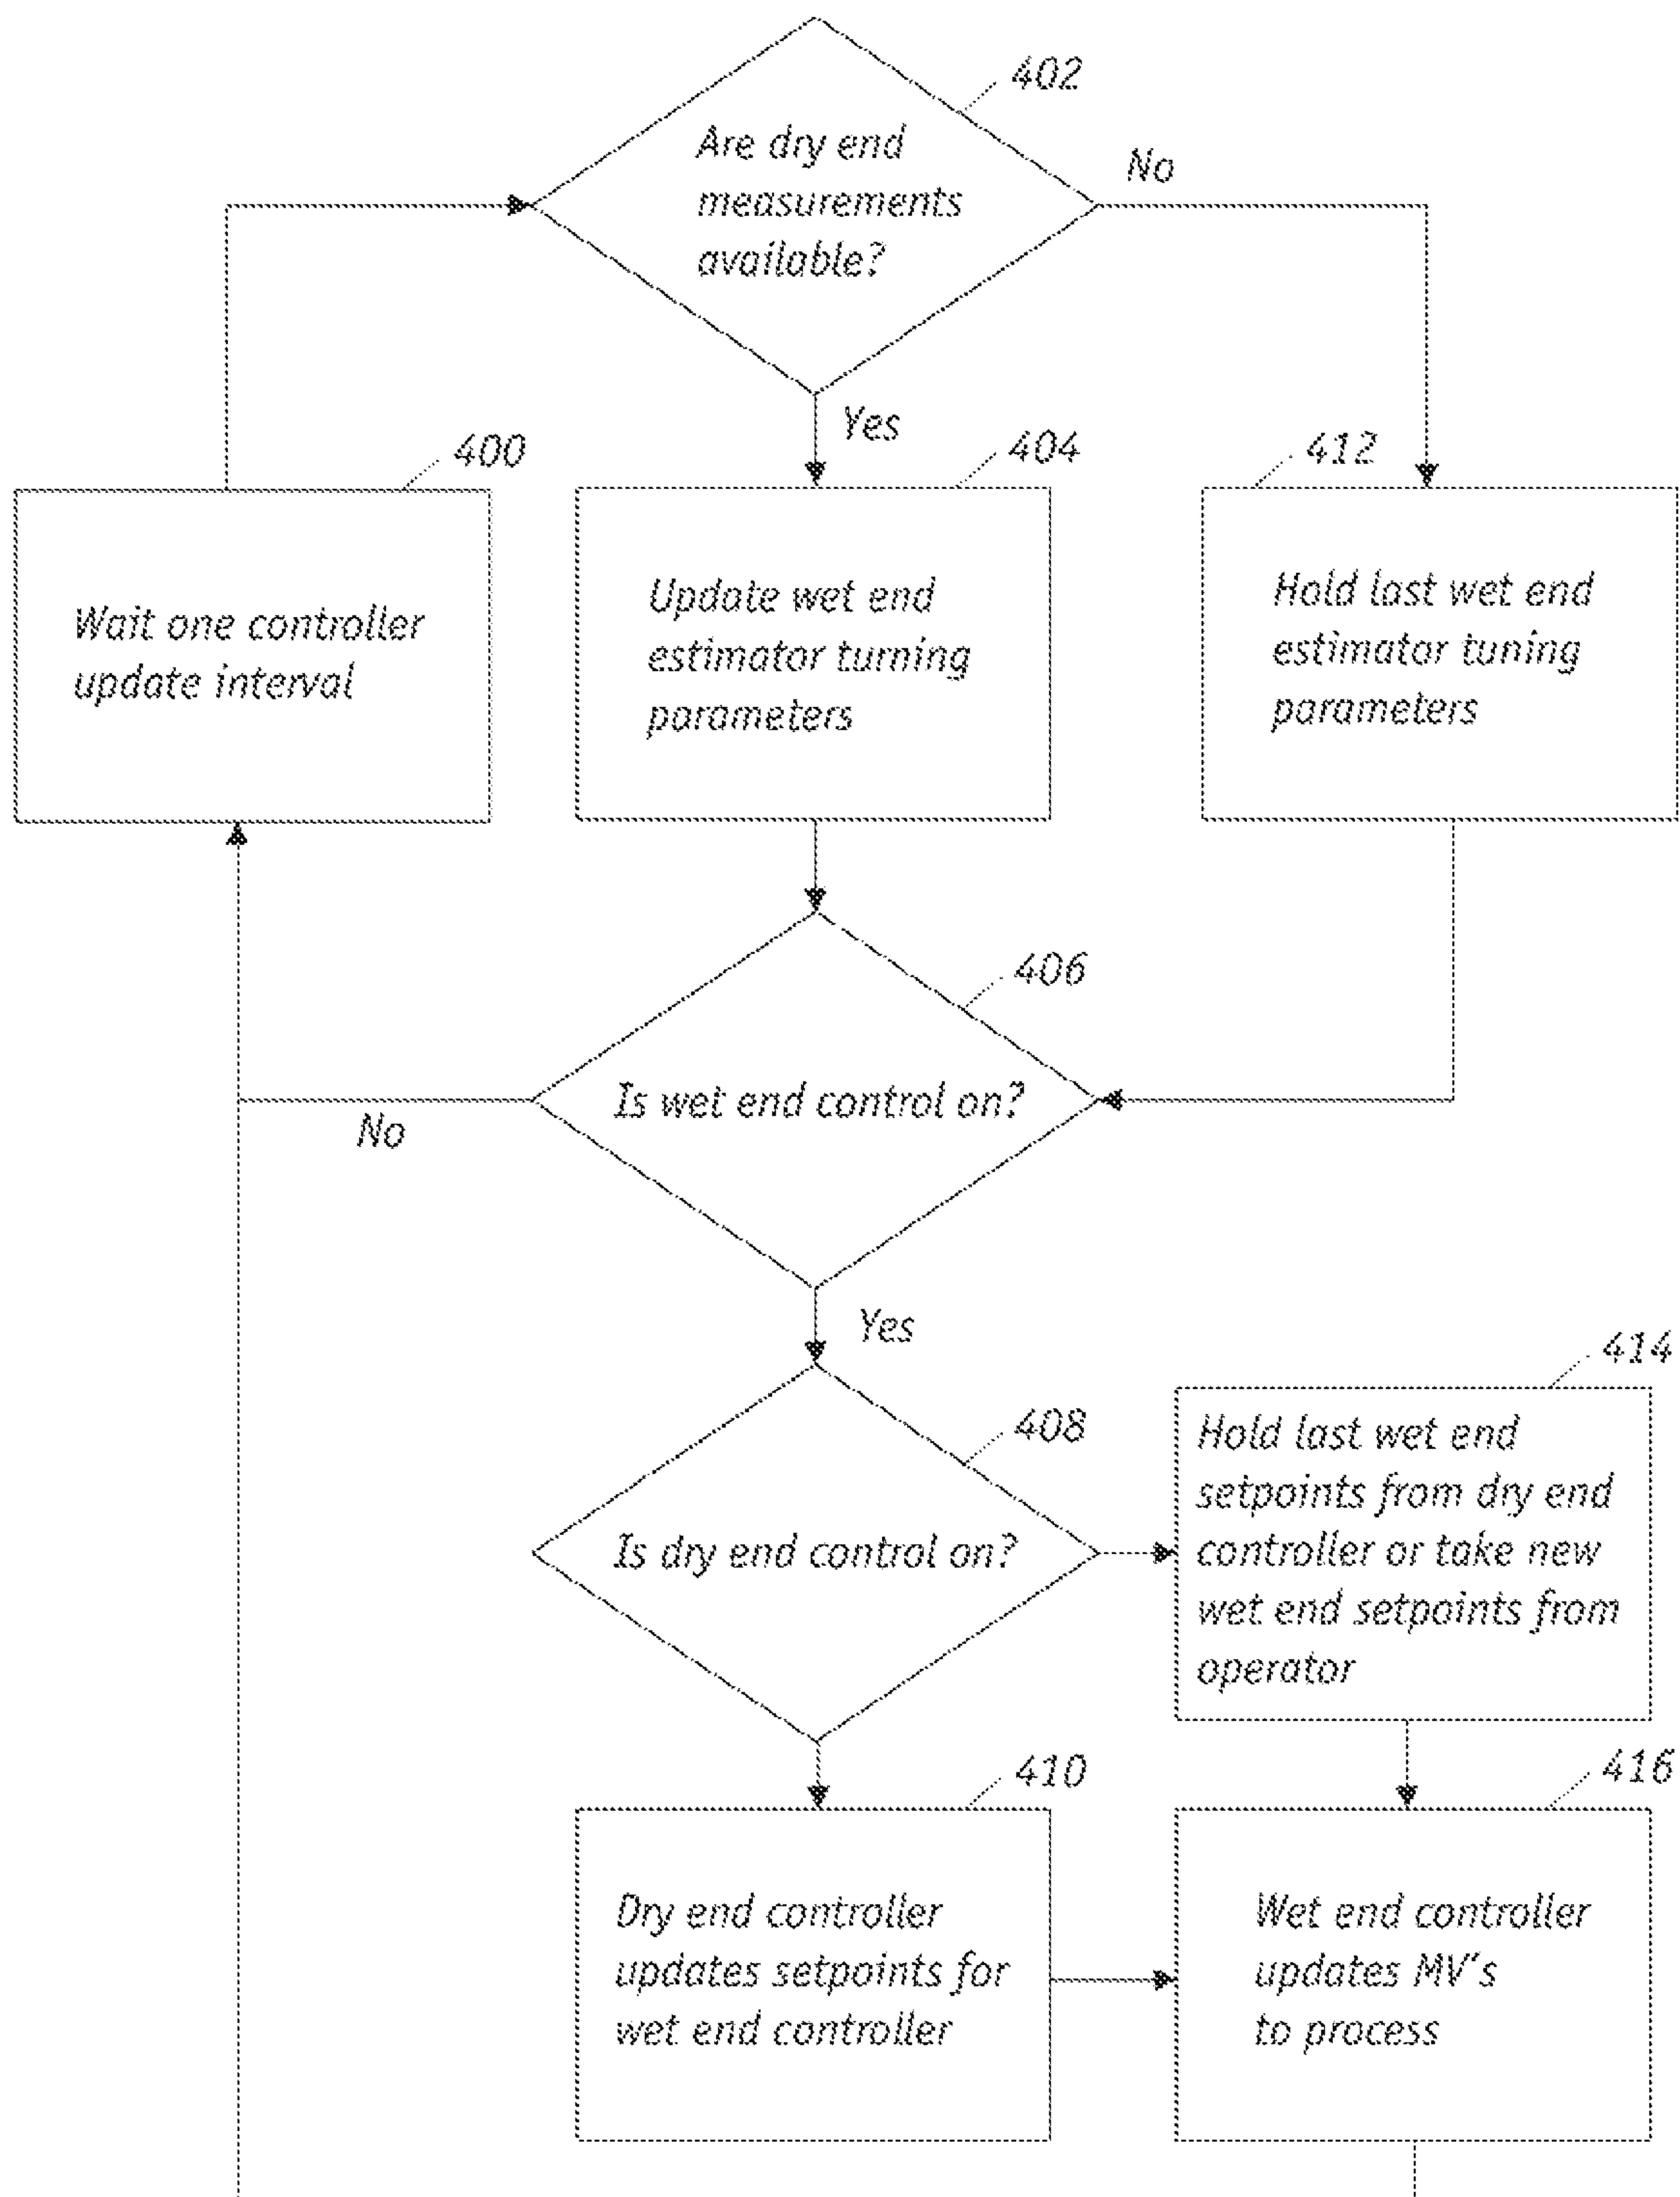 402
Are dry end
measurements
available?
No
Yes
400
404
412
Wait one controller
update interval
Update wet end
estimator turning
parameters
Hold last wet end
estimator tuning
parameters
406
Is wet end control on?
No
Yes
414
408
Hold last wet end
setpoints from dry end
controller or take new
wet end setpoints from
operator
Is dry end control on?
410
416
Dry end controller
updates setpoints for
wet end controller
Wet end controller
updates MV's
to process